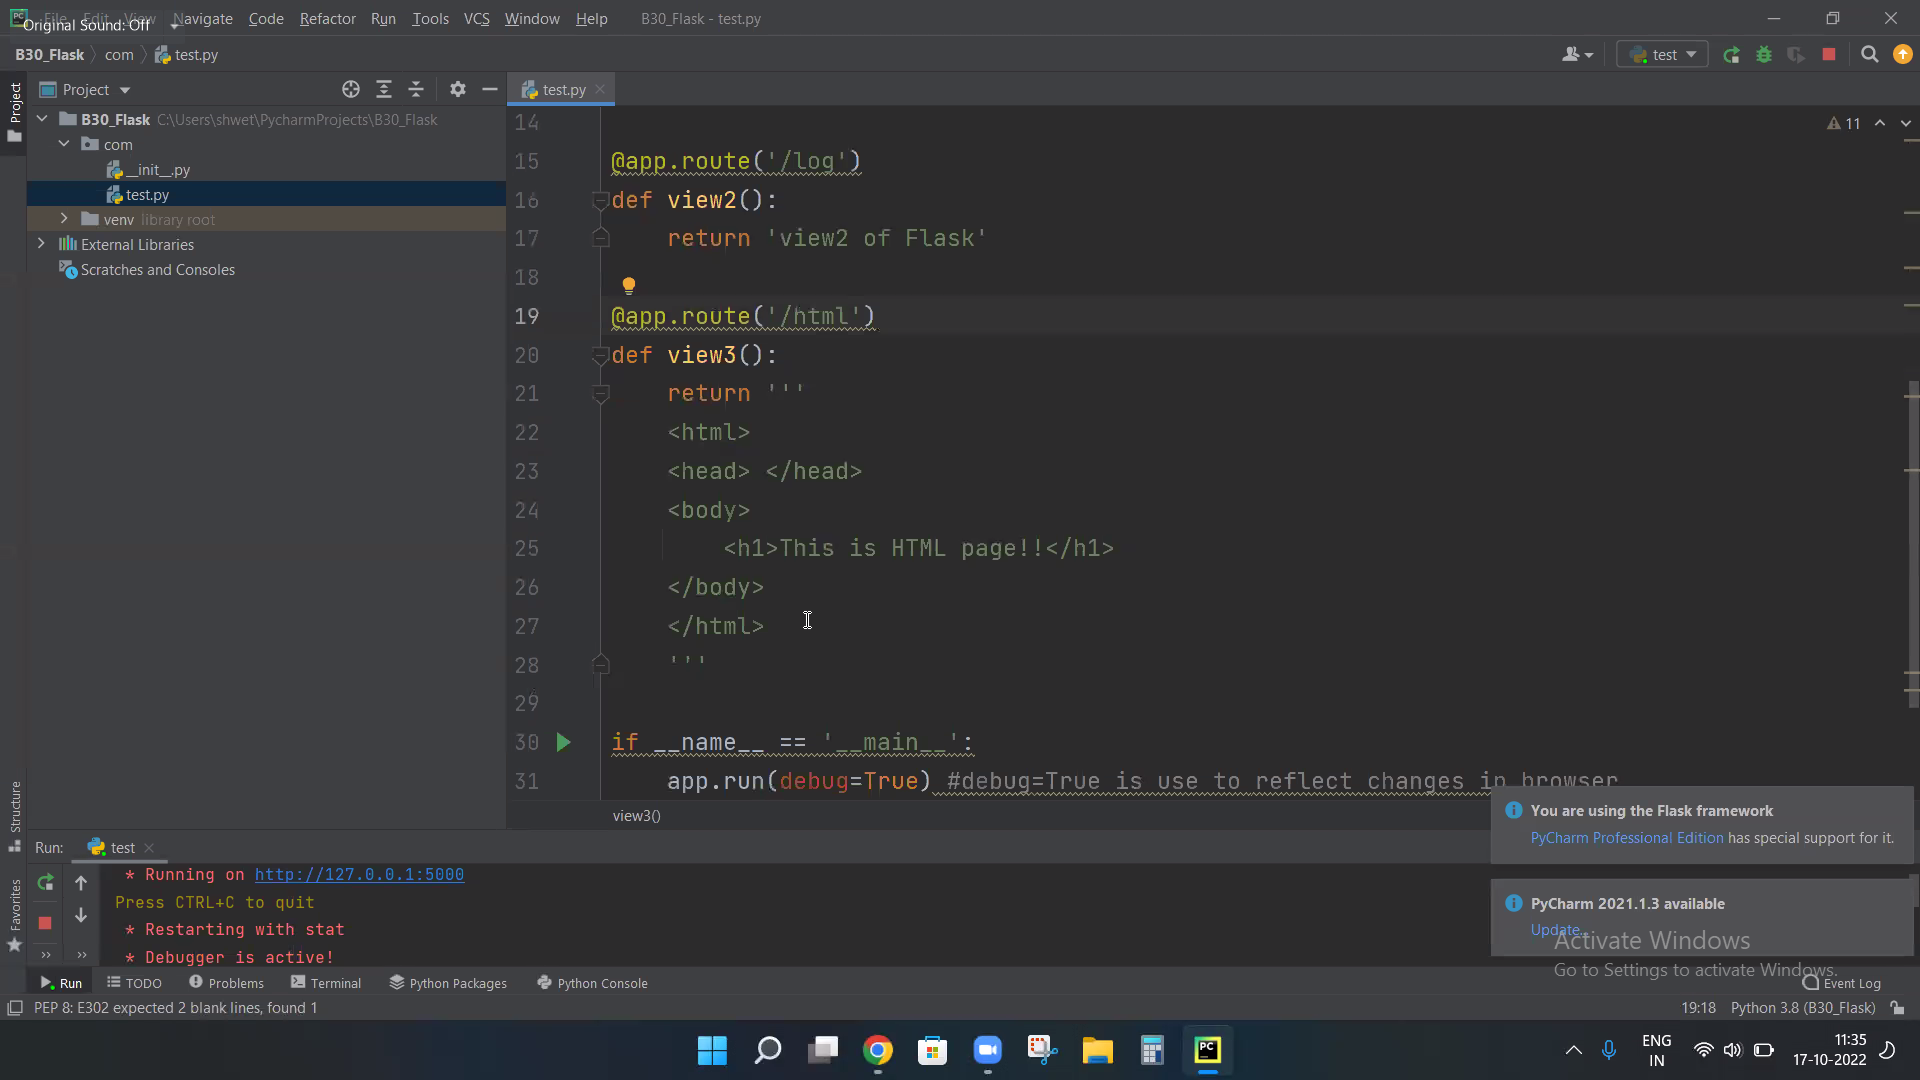 File Edit View Navigate Code Refactor Run Tools VCS Window Help B30_Flask - test.py
Original Sound: Off
B30_Flask com test.py
test
Project
Project
test.py
B30_Flask C:\Users\shwet\PycharmProjects\B30_Flask
com
__init__.py
test.py
venv library root
External Libraries
Scratches and Consoles
11
14
15 @app.route('/log')
16 def view2():
17 return 'view2 of Flask'
18
19 @app.route('/html')
20 def view3():
21 return '''
22 <html>
23 <head> </head>
24 <body>
25 <h1>This is HTML page!!</h1>
26 </body>
27 </html>
28 '''
29
30 if __name__ == '__main__':
31 app.run(debug=True) #debug=True is use to reflect changes in browser
view3()
You are using the Flask framework
PyCharm Professional Edition has special support for it.
PyCharm 2021.1.3 available
Update...
Activate Windows
Go to Settings to activate Windows.
Structure
Favorites
Run: test
* Running on http://127.0.0.1:5000
Press CTRL+C to quit
* Restarting with stat
* Debugger is active!
Run TODO Problems Terminal Python Packages Python Console Event Log
PEP 8: E302 expected 2 blank lines, found 1
19:18 Python 3.8 (B30_Flask)
PC
ENG
IN
11:35
17-10-2022